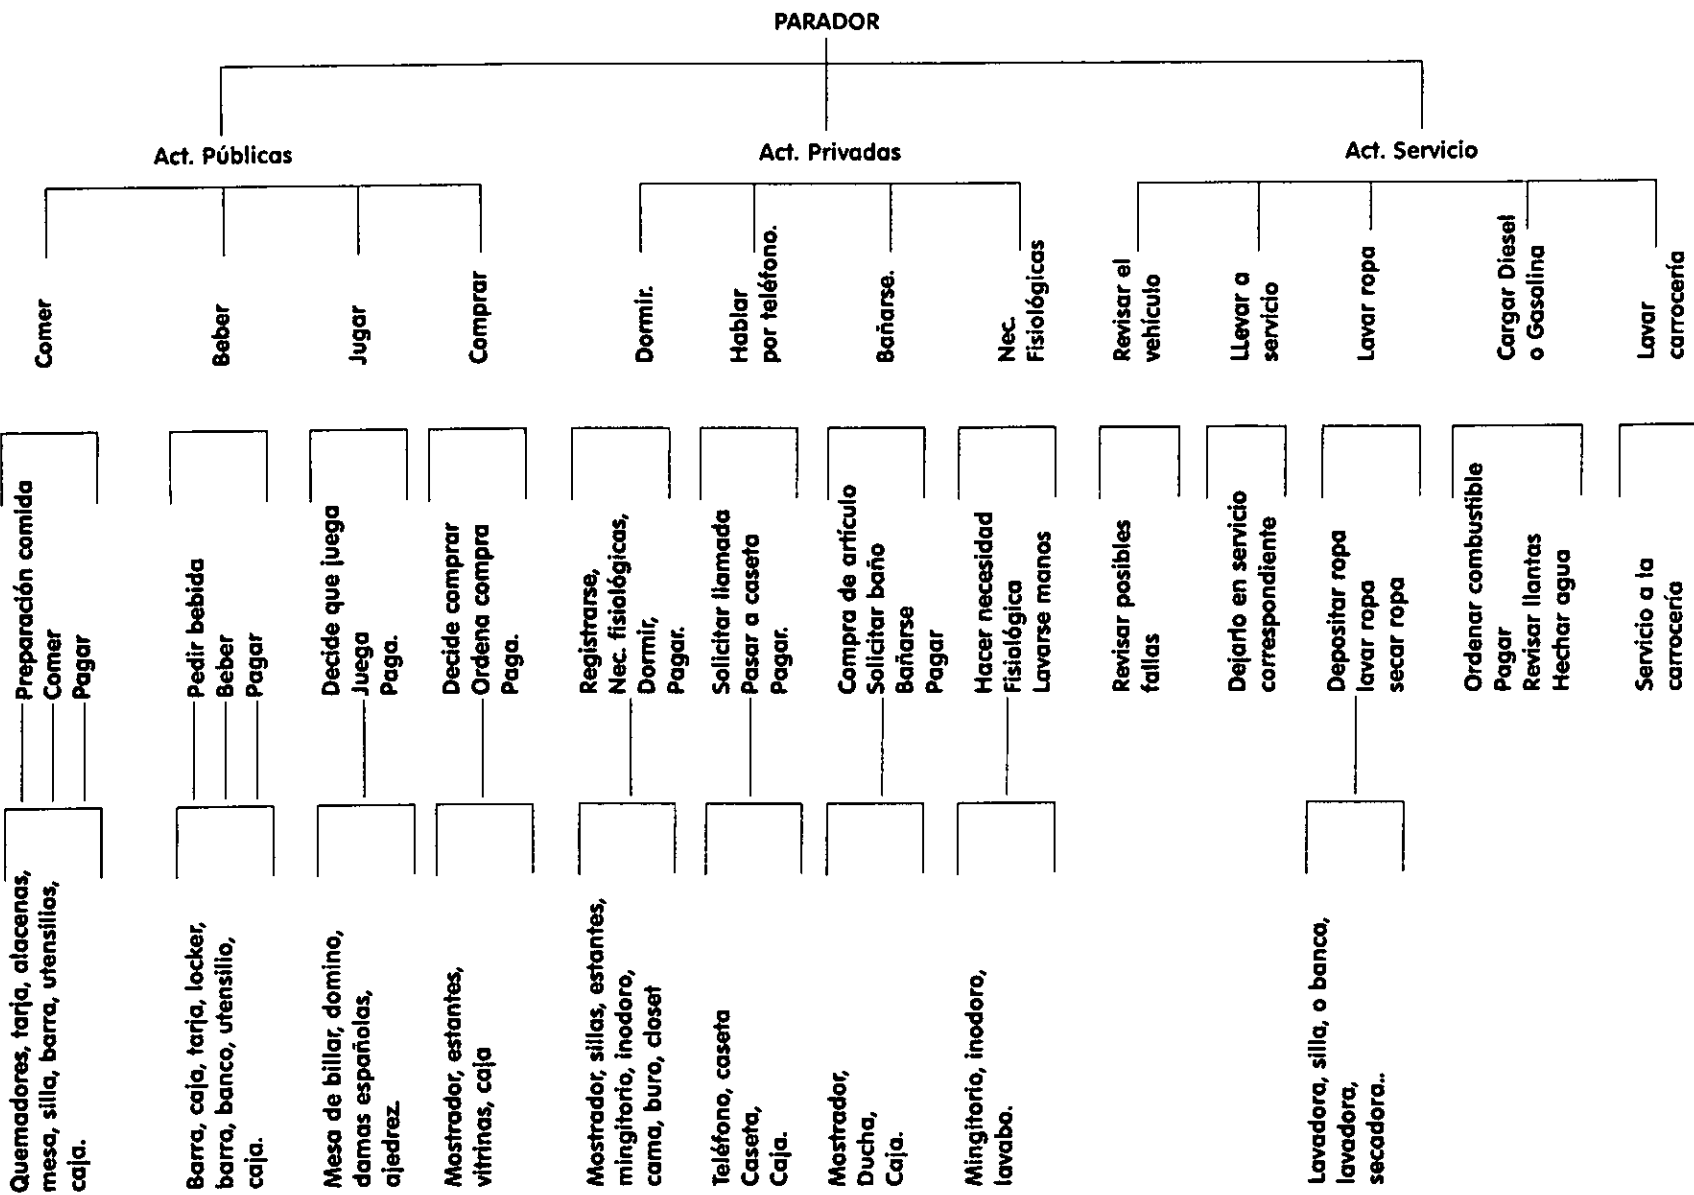 PARADOR
Act. Públicas
Act. Privadas
Act. Servicio
Comer
Beber
Jugar
Comprar
Dormir.
Hablar
por teléfono.
Bañarse.
Nec.
Fisiológicas
Revisar el
vehículo
LLevar a
servicio
Lavar ropa
Cargar Diesel
o Gasolina
Lavar
carrocería
Preparación comida
Comer
Pagar
Pedir bebida
Beber
Pagar
Decide que juega
Juega
Paga.
Decide comprar
Ordena compra
Paga.
Registrarse,
Nec. fisiológicas,
Dormir,
Pagar.
Solicitar llamada
Pasar a caseta
Pagar.
Compra de artículo
Solicitar baño
Bañarse
Pagar
Hacer necesidad
Fisiológica
Lavarse manos
Revisar posibles
fallas
Dejarlo en servicio
correspondiente
Depositar ropa
lavar ropa
secar ropa
Ordenar combustible
Pagar
Revisar llantas
Hechar agua
Servicio a la
carrocería
Quemadores, tarja, alacenas,
mesa, silla, barra, utensilios,
caja.
Barra, caja, tarja, locker,
barra, banco, utensilio,
caja.
Mesa de billar, domino,
damas españolas,
ajedrez.
Mostrador, estantes,
vitrinas, caja
Mostrador, sillas, estantes,
mingitorio, inodoro,
cama, buro, closet
Teléfono, caseta
Caseta,
Caja.
Mostrador,
Ducha,
Caja.
Mingitorio, inodoro,
lavabo.
Lavadora, silla, o banca,
lavadora,
secadora..